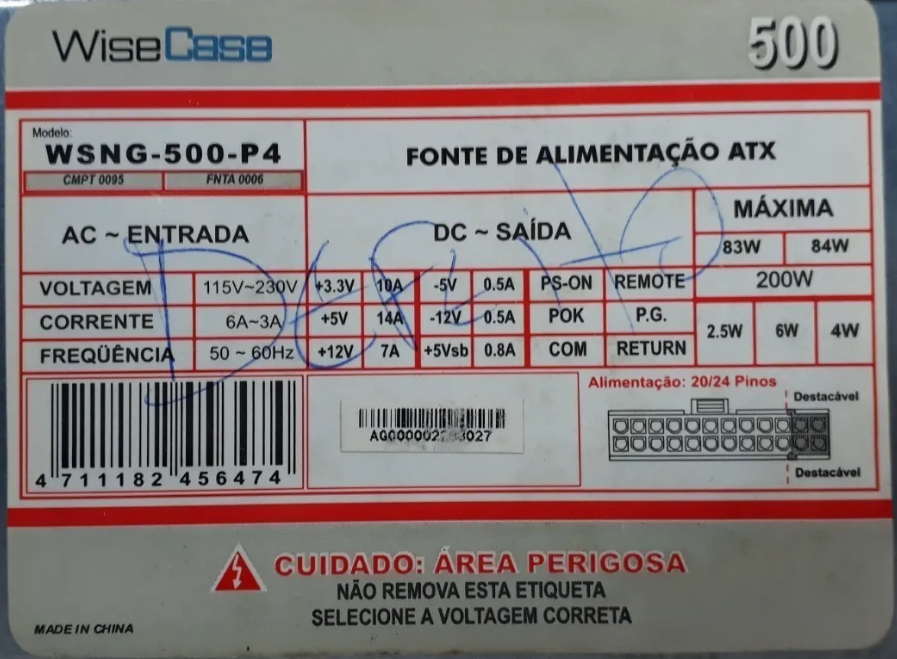 WiseCase
500
Modelo:
WSNG-500-P4
CMPT 0095 FNTA 0006
FONTE DE ALIMENTAÇÃO ATX
AC ~ ENTRADA
DC ~ SAÍDA
MÁXIMA
83W 84W
200W
VOLTAGEM 115V~230V +3.3V 10A -5V 0.5A PS-ON REMOTE
CORRENTE 6A~3A +5V 14A -12V 0.5A POK P.G.
2.5W 6W 4W
FREQÜÊNCIA 50 ~ 60Hz +12V 7A +5Vsb 0.8A COM RETURN
Defeito
4 711182 456474
Alimentação: 20/24 Pinos
Destacável
Destacável
CUIDADO: ÁREA PERIGOSA
NÃO REMOVA ESTA ETIQUETA
SELECIONE A VOLTAGEM CORRETA
MADE IN CHINA